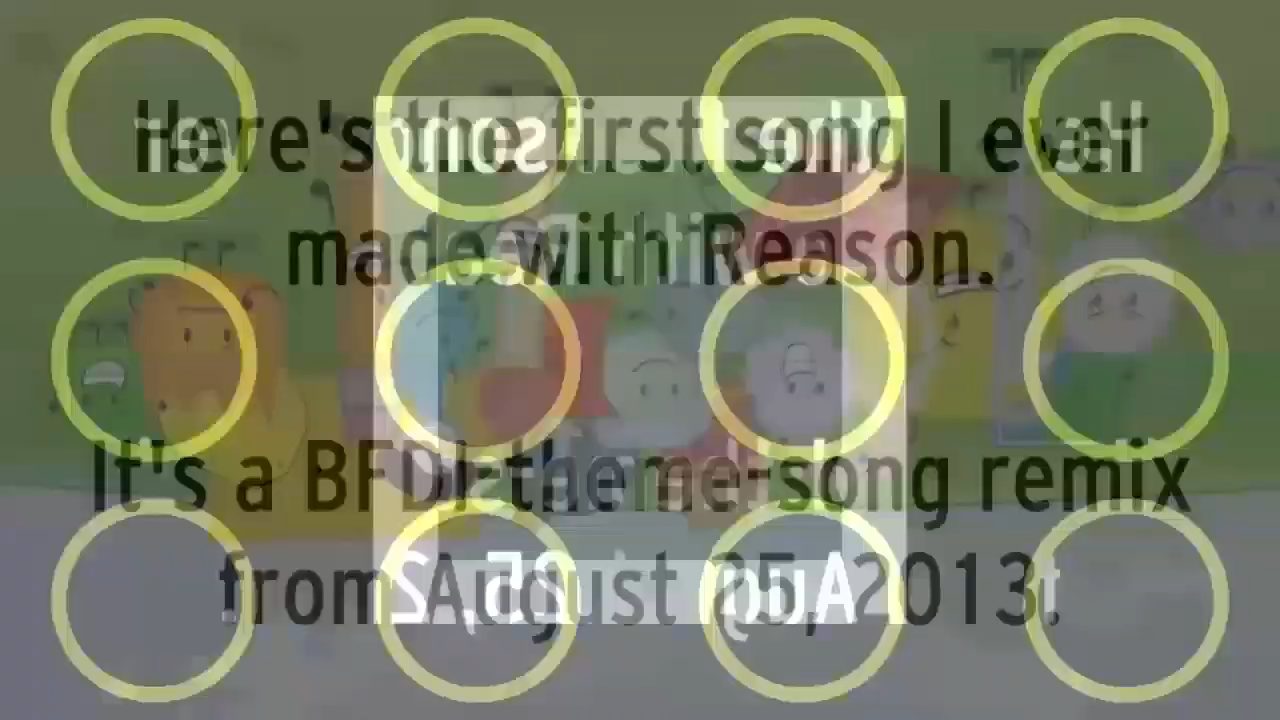 Here's the first song I ever
made with Reason.
It's a BFDI theme song remix
from August 25, 2013.